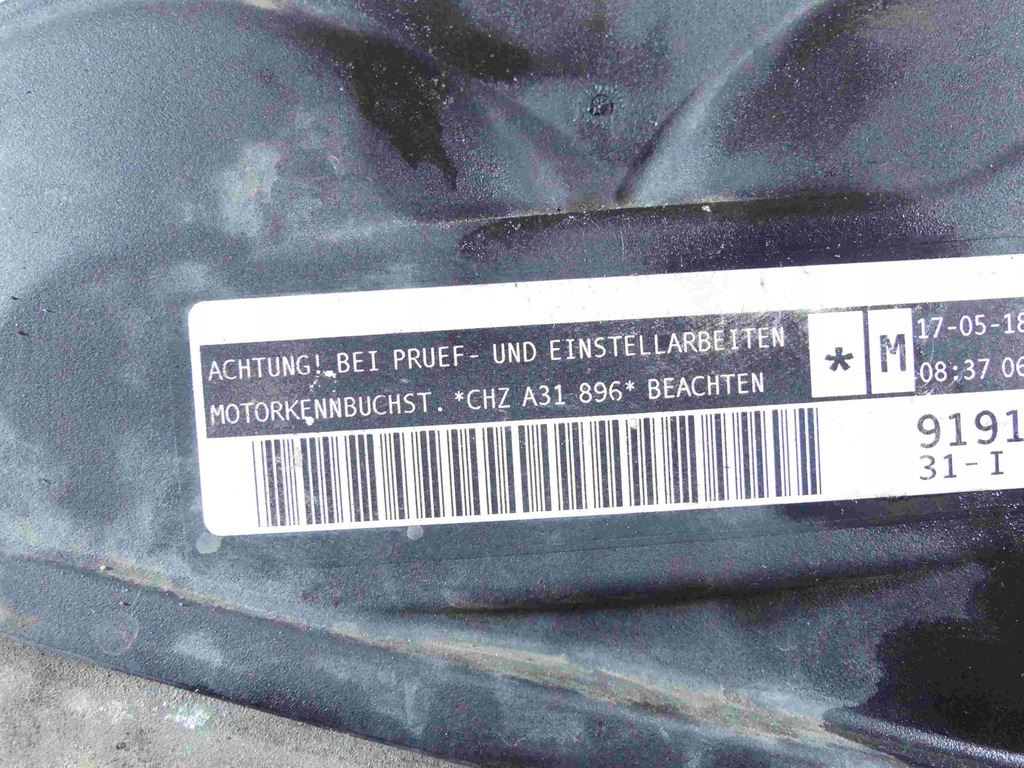 ACHTUNG! BEI PRUEF- UND EINSTELLARBEITEN
MOTORKENNBUCHST. *CHZ A31 896* BEACHTEN
*
M
17-05-18
08:37 06
9191
31-I